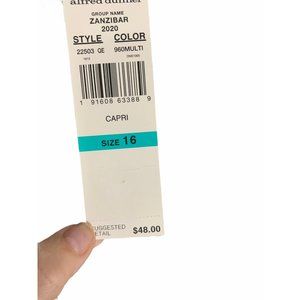 alfred dunner
GROUP NAME
ZANZIBAR
2020
STYLE COLOR
22503 QE 960MULTI
1 91608 63388 9
CAPRI
SIZE 16
SUGGESTED
RETAIL $48.00